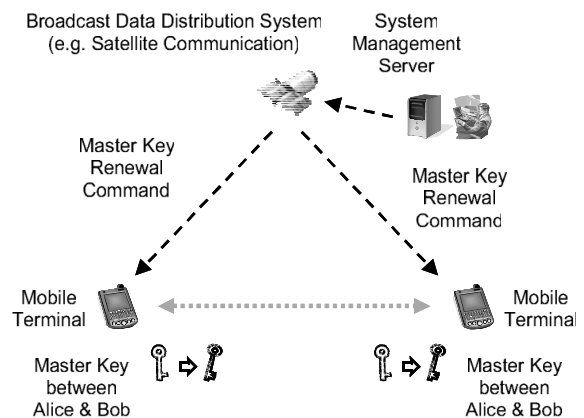 Broadcast Data Distribution System
(e.g. Satellite Communication)
System
Management
Server
Master Key
Renewal
Command
Master Key
Renewal
Command
Mobile
Terminal
Mobile
Terminal
Master Key
between
Alice & Bob
Master Key
between
Alice & Bob